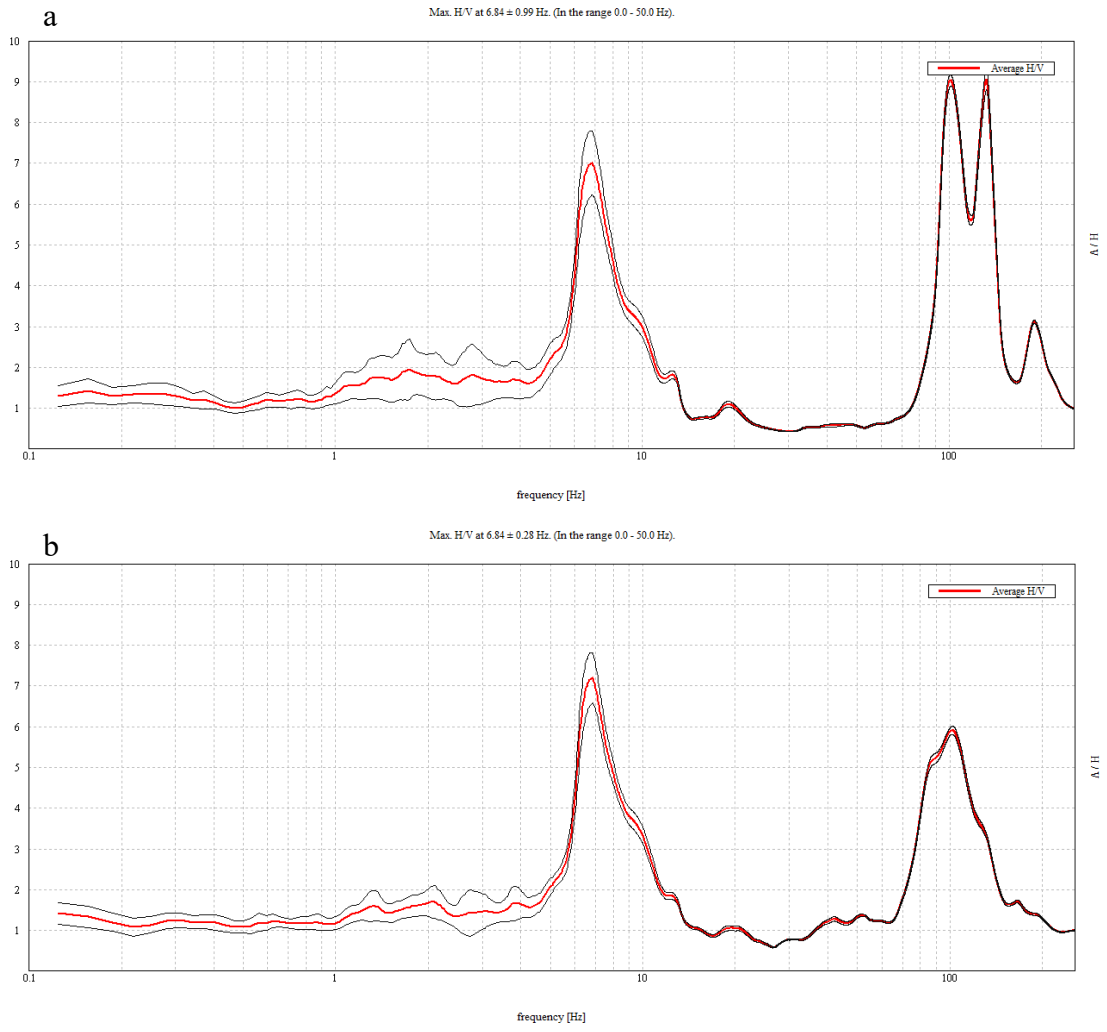 a
Max. H/V at 6.84 ± 0.99 Hz. (In the range 0.0 - 50.0 Hz).
10
Average H/V
9
8
7
6
5
H / V
4
3
2
1
0.1 1 10 100
frequency [Hz]
b
Max. H/V at 6.84 ± 0.28 Hz. (In the range 0.0 - 50.0 Hz).
10
Average H/V
9
8
7
6
5
H / V
4
3
2
1
0.1 1 10 100
frequency [Hz]